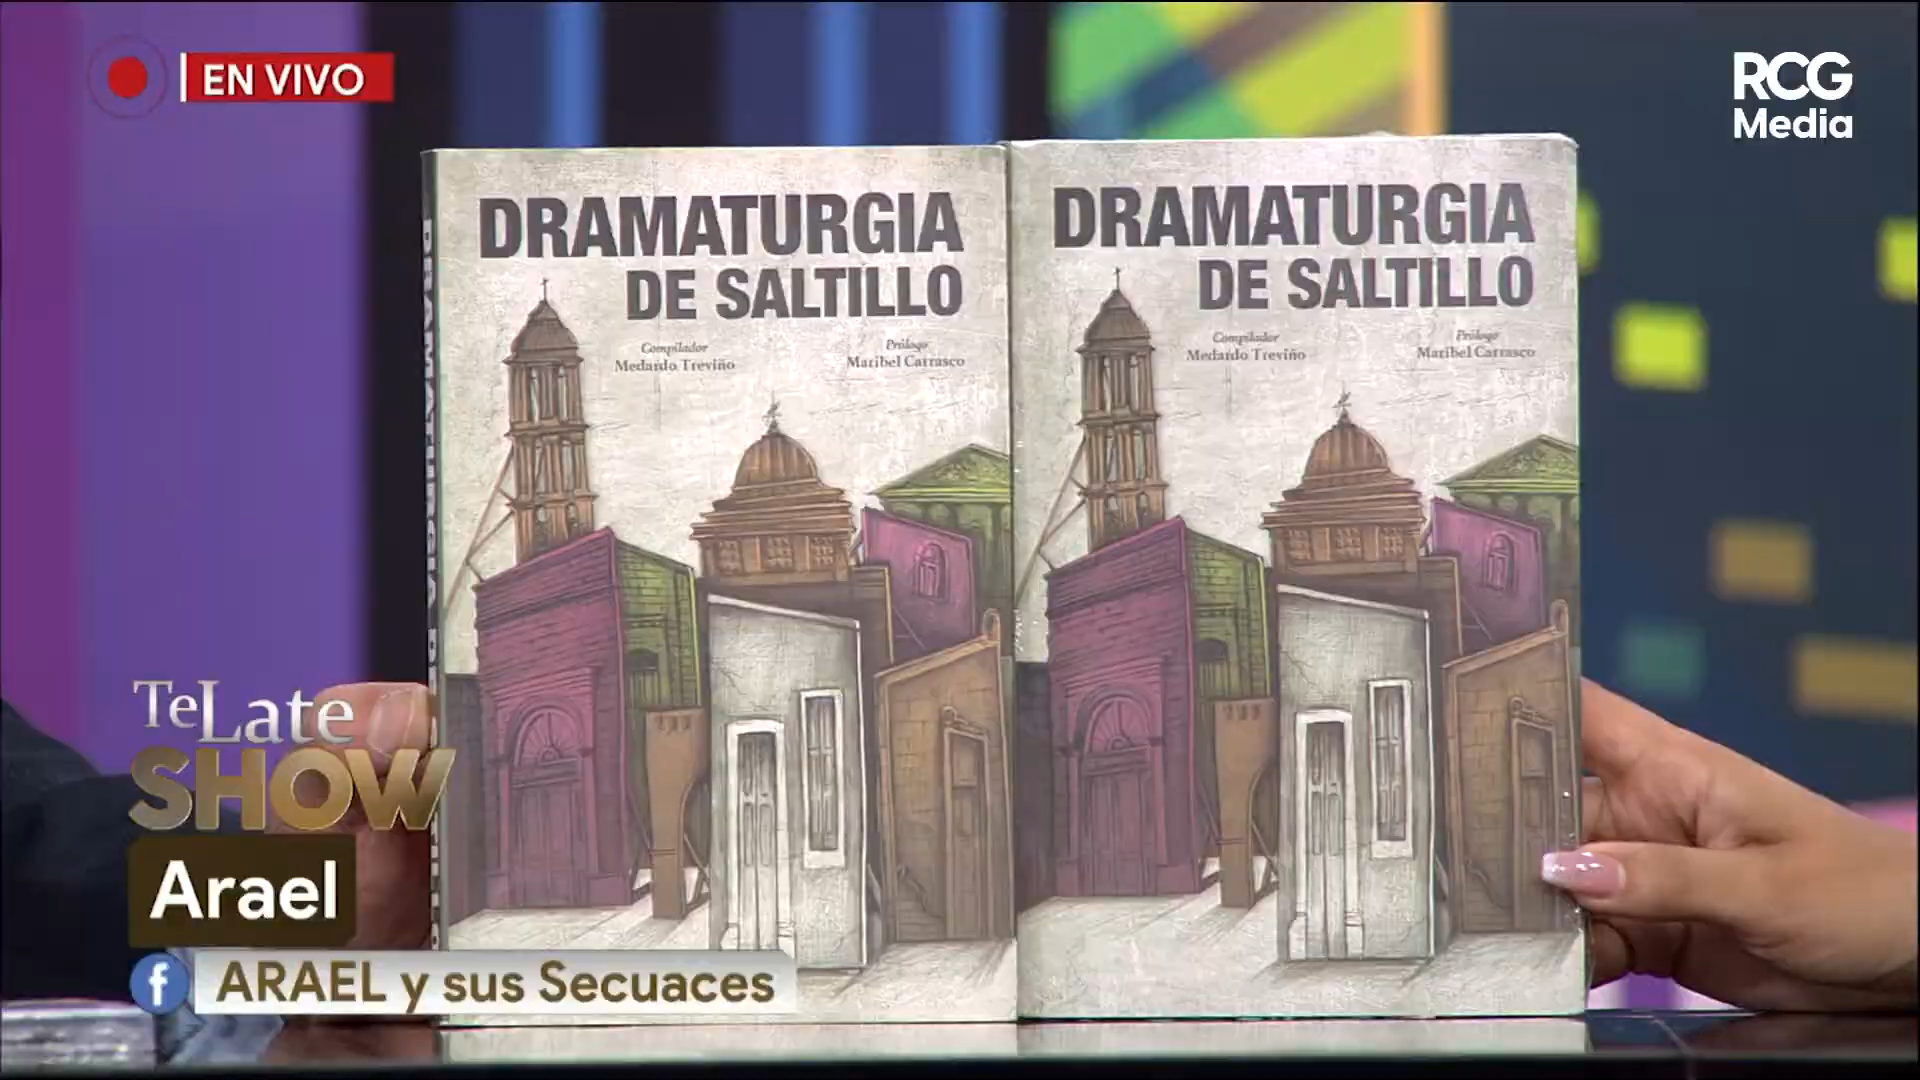 EN VIVO
RCG
Media
DRAMATURGIA
DE SALTILLO
Compilador
Medardo Treviño
Prólogo
Maribel Carrasco
DRAMATURGIA
DE SALTILLO
Compilador
Medardo Treviño
Prólogo
Maribel Carrasco
TeLate
SHOW
Arael
ARAEL y sus Secuaces